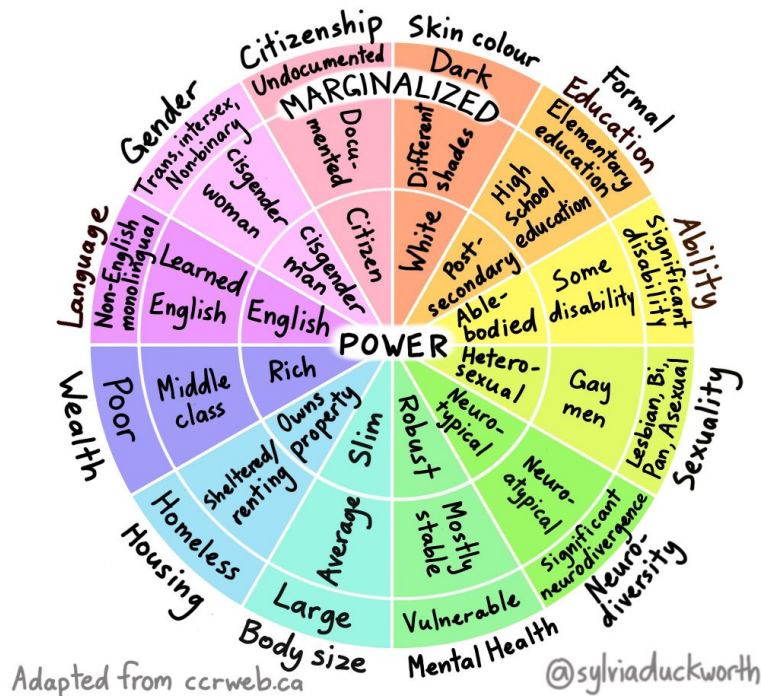 Citizenship
Undocumented
Docu-
mented
Citizen
Skin colour
Dark
Different
shades
White
Formal
Education
Elementary
education
High
School
education
Post-
secondary
Ability
Significant
disability
Some
disability
Able-
bodied
Sexuality
Lesbian, Bi,
Pan, Asexual
Gay
men
Hetero-
sexual
Neuro-
diversity
Significant
neurodivergence
Neuro-
atypical
Neuro-
typical
Mental Health
Vulnerable
Mostly
stable
Robust
Body size
Large
Average
Slim
Housing
Homeless
Sheltered/
renting
Owns
property
Wealth
Poor
Middle
class
Rich
Language
Non-English
monolingual
Learned
English
English
Gender
Trans, intersex,
Non-binary
Cisgender
woman
cisgender
man
MARGINALIZED
POWER
Adapted from ccrweb.ca
@sylviaduckworth